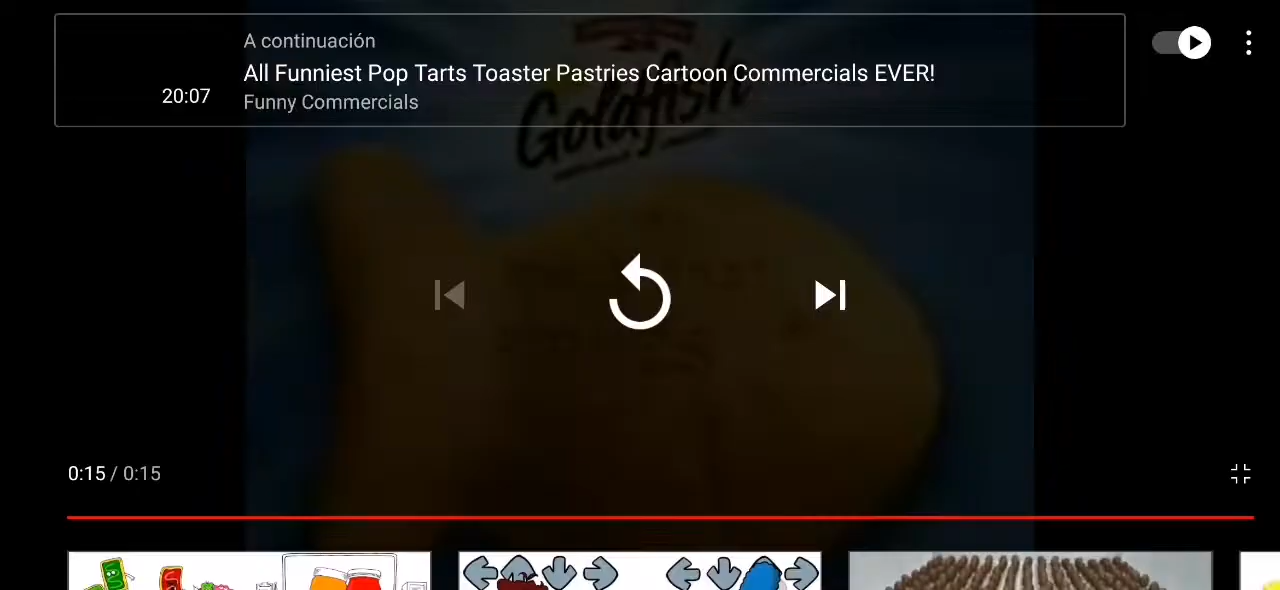 A continuación
All Funniest Pop Tarts Toaster Pastries Cartoon Commercials EVER!
20:07
Funny Commercials
Goldfish
0:15 / 0:15